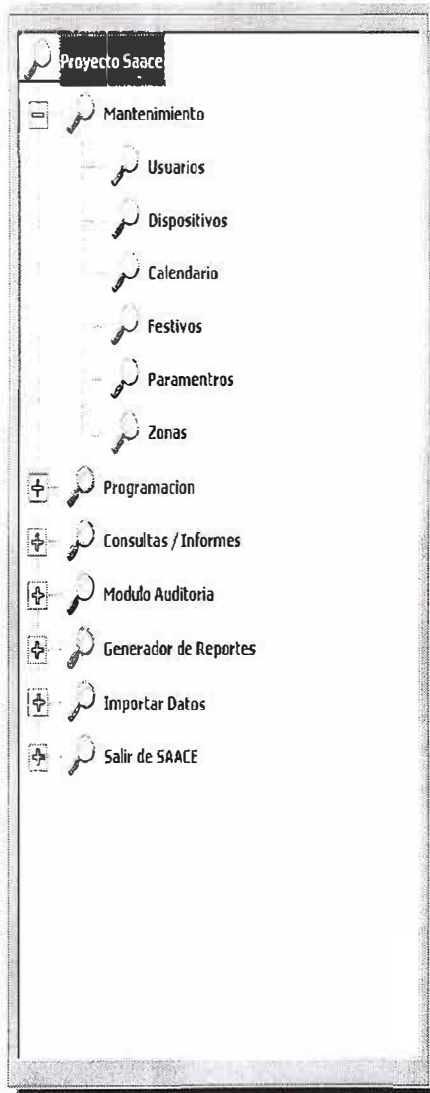 Proyecto Saace
Mantenimiento
Usuarios
Dispositivos
Calendario
Festivos
Paramentros
Zonas
Programacion
Consultas / Informes
Modulo Auditoria
Generador de Reportes
Importar Datos
Salir de SAACE